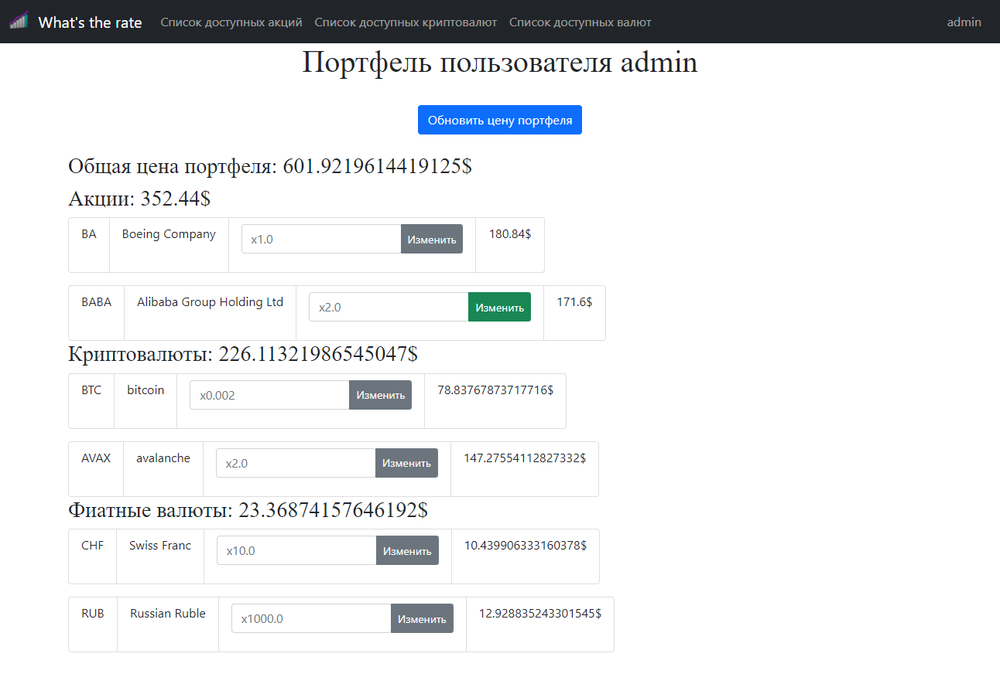 What's the rate Список доступных акций Список доступных криптовалют Список доступных валют admin
Портфель пользователя admin
Обновить цену портфеля
Общая цена портфеля: 601.9219614419125$
Акции: 352.44$
BA Boeing Company x1.0 Изменить 180.84$
BABA Alibaba Group Holding Ltd x2.0 Изменить 171.6$
Криптовалюты: 226.11321986545047$
BTC bitcoin x0.002 Изменить 78.83767873717716$
AVAX avalanche x2.0 Изменить 147.27554112827332$
Фиатные валюты: 23.36874157646192$
CHF Swiss Franc x10.0 Изменить 10.439906333160378$
RUB Russian Ruble x1000.0 Изменить 12.928835243301545$